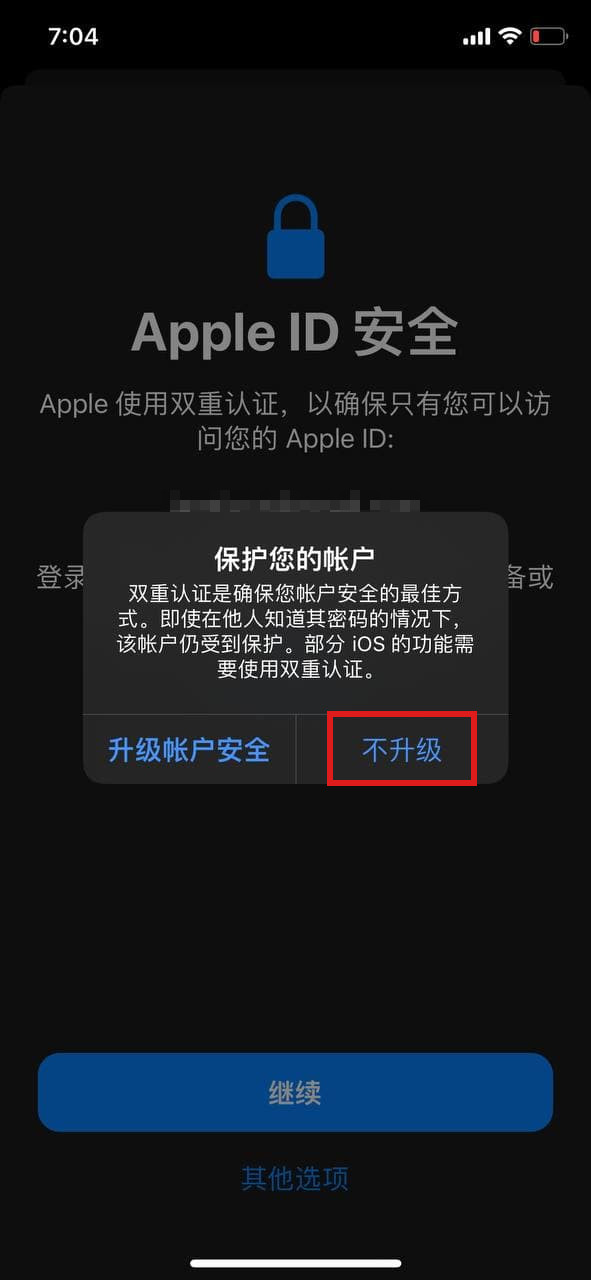 7:04
Apple ID 安全
Apple 使用双重认证，以确保只有您可以访
问您的 Apple ID:
登录
备或
保护您的帐户
双重认证是确保您帐户安全的最佳方
式。即使在他人知道其密码的情况下，
该帐户仍受到保护。部分 iOS 的功能需
要使用双重认证。
升级帐户安全
不升级
继续
其他选项